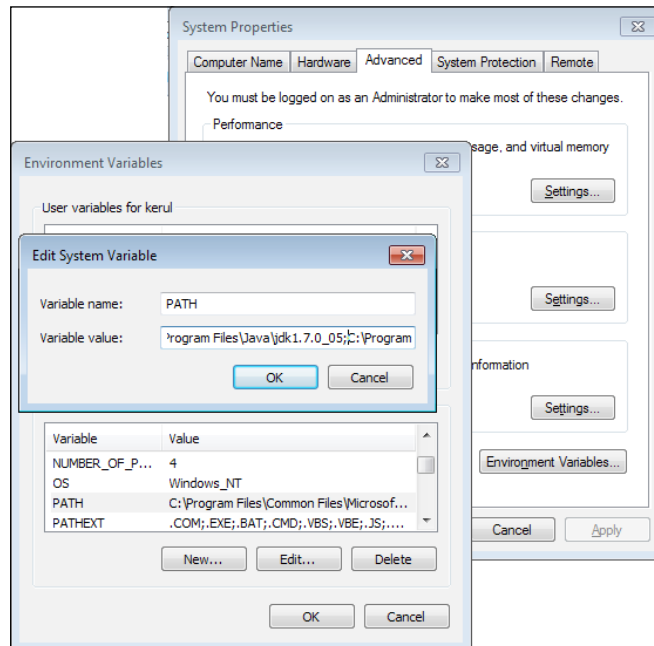 System Properties
Computer Name Hardware Advanced System Protection Remote
You must be logged on as an Administrator to make most of these changes.
Performance
sage, and virtual memory
Settings...
Settings...
nformation
Settings...
Environment Variables...
Cancel Apply
Environment Variables
User variables for kerul
Edit System Variable
Variable name: PATH
Variable value: Program Files\Java\jdk1.7.0_05;C:\Program
OK Cancel
Variable Value
NUMBER_OF_P... 4
OS Windows_NT
PATH C:\Program Files\Common Files\Microsof...
PATHEXT .COM;.EXE;.BAT;.CMD;.VBS;.VBE;.JS;....
New... Edit... Delete
OK Cancel